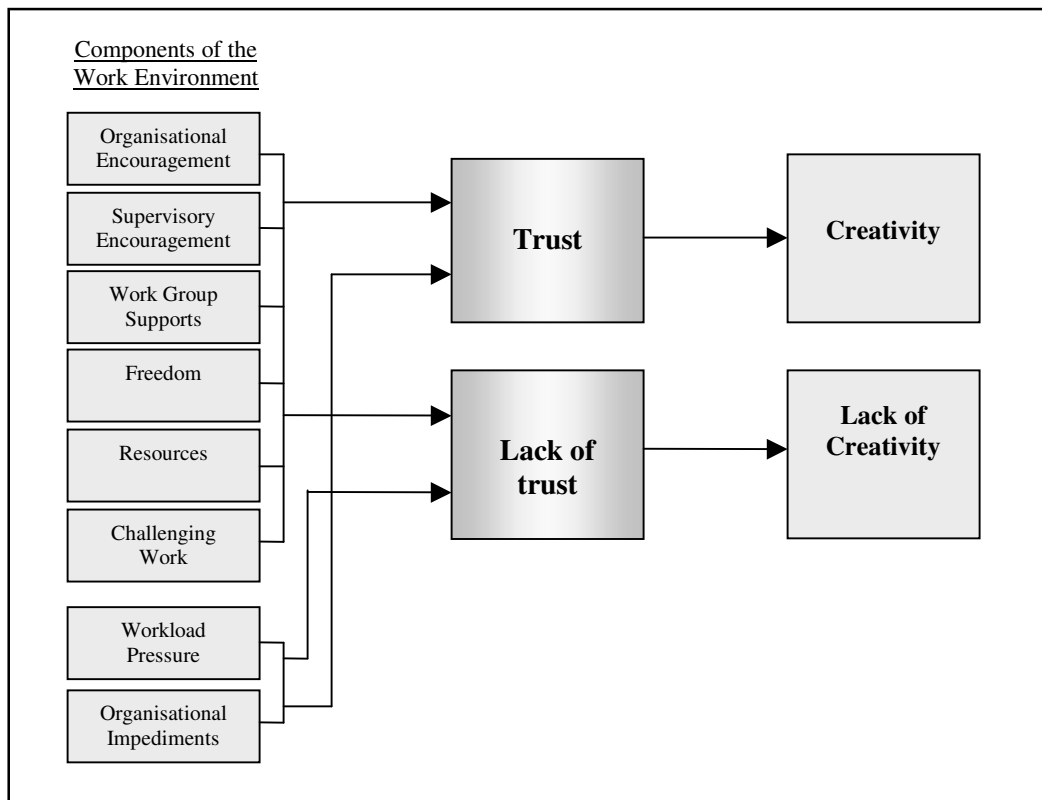 Components of the
Work Environment
Organisational
Encouragement
Supervisory
Encouragement
Work Group
Supports
Freedom
Resources
Challenging
Work
Workload
Pressure
Organisational
Impediments
Trust
Lack of
trust
Creativity
Lack of
Creativity